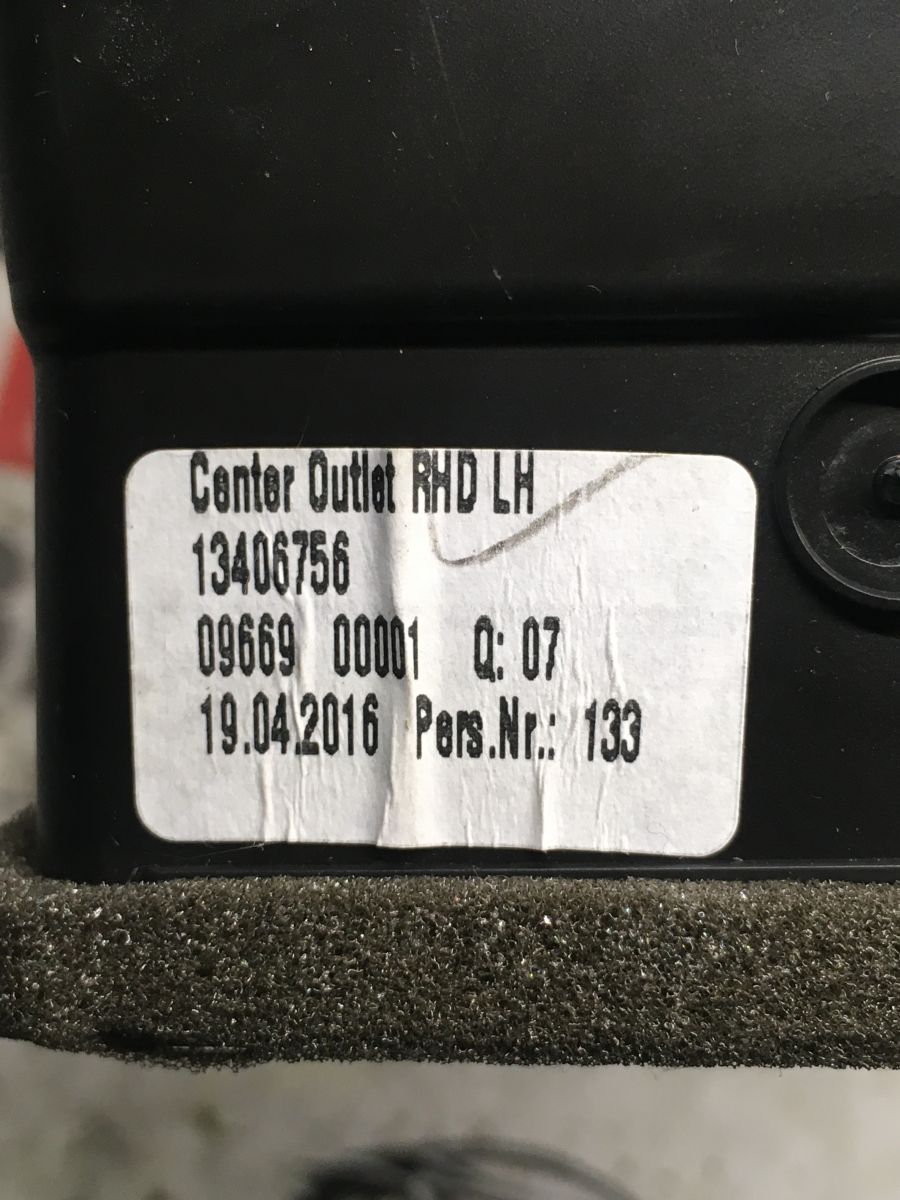 Center Outlet RHD LH
13406756
09669 00001 Q: 07
19.04.2016 Pers.Nr.: 133